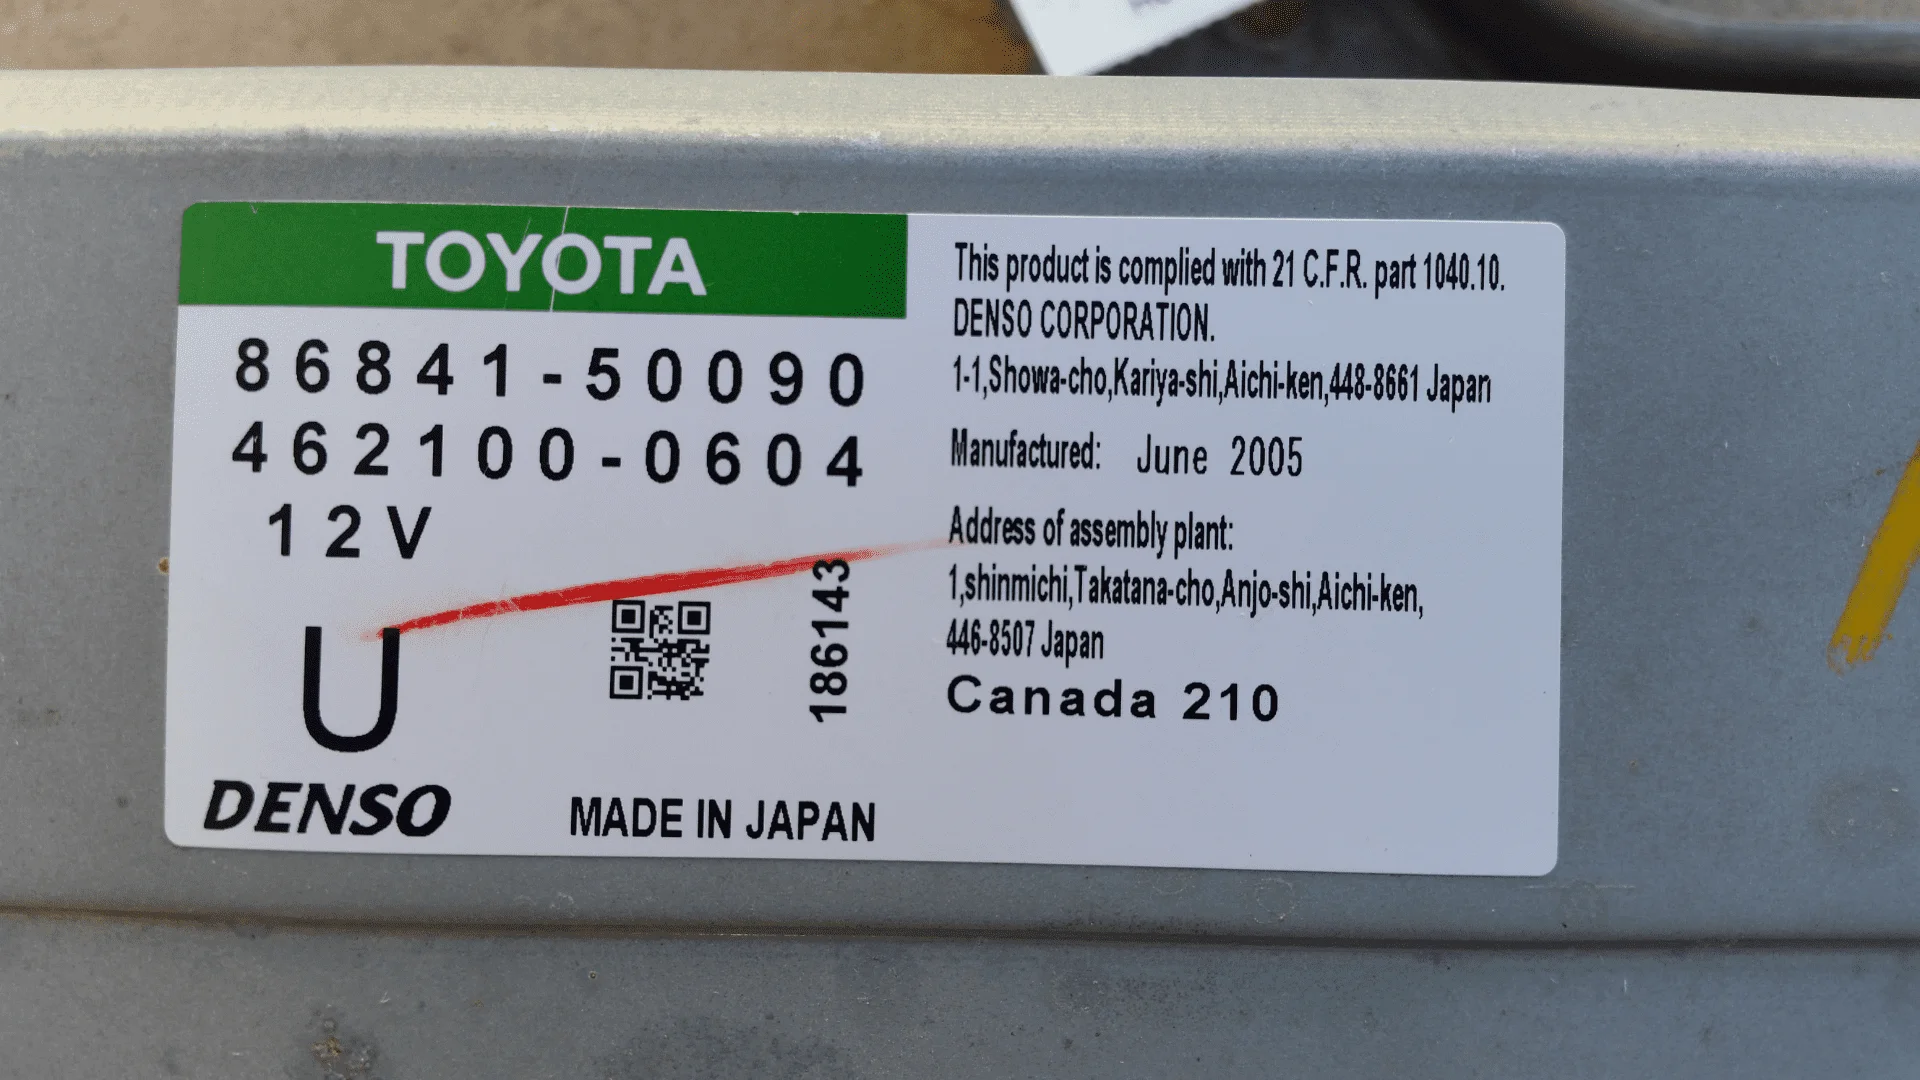 TOYOTA
86841-50090
462100-0604
12V
U
186143
DENSO
MADE IN JAPAN
This product is complied with 21 C.F.R. part 1040.10.
DENSO CORPORATION.
1-1,Showa-cho,Kariya-shi,Aichi-ken,448-8661 Japan
Manufactured: June 2005
Address of assembly plant:
1,shinmichi,Takatana-cho,Anjo-shi,Aichi-ken,
446-8507 Japan
Canada 210